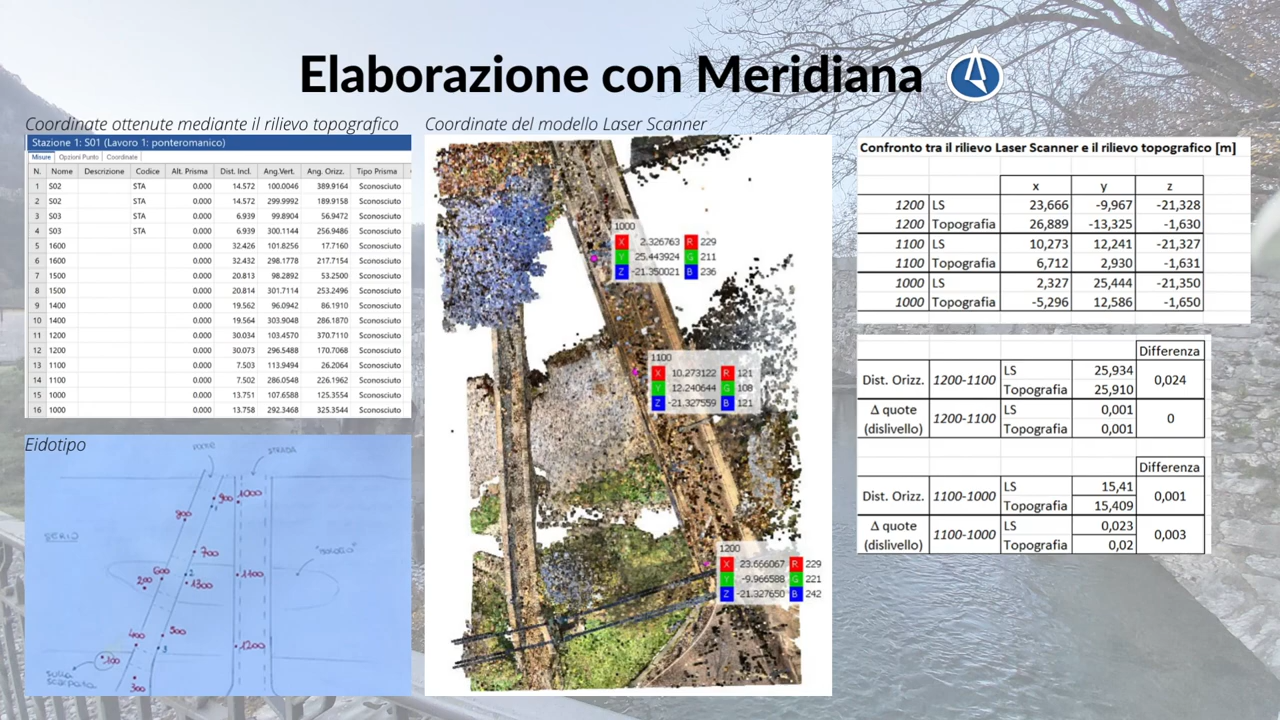 Elaborazione con Meridiana
Coordinate ottenute mediante il rilievo topografico
Stazione 1: S01 (Lavoro 1: ponteromanico)
Misure Opzioni Punto Coordinate
N. Nome Descrizione Codice Alt. Prisma Dist. Incl. Ang.Vert. Ang. Orizz. Tipo Prisma
1 S02 STA 0.000 14.572 100.0046 389.9164 Sconosciuto
2 S02 STA 0.000 14.572 299.9992 189.9158 Sconosciuto
3 S03 STA 0.000 6.939 99.8904 56.9472 Sconosciuto
4 S03 STA 0.000 6.939 300.1144 256.9486 Sconosciuto
5 1600 0.000 32.426 101.8256 17.7160 Sconosciuto
6 1600 0.000 32.432 298.1778 217.7154 Sconosciuto
7 1500 0.000 20.813 98.2892 53.2500 Sconosciuto
8 1500 0.000 20.814 301.7114 253.2496 Sconosciuto
9 1400 0.000 19.562 96.0942 86.1910 Sconosciuto
10 1400 0.000 19.564 303.9048 286.1870 Sconosciuto
11 1200 0.000 30.034 103.4570 370.7110 Sconosciuto
12 1200 0.000 30.073 296.5488 170.7068 Sconosciuto
13 1100 0.000 7.503 113.9494 26.2064 Sconosciuto
14 1100 0.000 7.502 286.0548 226.1962 Sconosciuto
15 1000 0.000 13.751 107.6588 125.3554 Sconosciuto
16 1000 0.000 13.758 292.3468 325.3544 Sconosciuto
Eidotipo
PONTE
STRADA
900 1000
800
SERIO
700
"ISOLOTTO"
600 2 1100
200 1300
400 500
1200
3
100
SULLA
SCARPATA
300
Coordinate del modello Laser Scanner
1000
X 2.326763 R 229
Y 25.443924 G 211
Z -21.350021 B 236
1100
X 10.273122 R 121
Y 12.240644 G 108
Z -21.327559 B 121
1200
X 23.666067 R 229
Y -9.966588 G 221
Z -21.327650 B 242
Confronto tra il rilievo Laser Scanner e il rilievo topografico [m]
x y z
1200 LS 23,666 -9,967 -21,328
1200 Topografia 26,889 -13,325 -1,630
1100 LS 10,273 12,241 -21,327
1100 Topografia 6,712 2,930 -1,631
1000 LS 2,327 25,444 -21,350
1000 Topografia -5,296 12,586 -1,650
Differenza
Dist. Orizz. 1200-1100 LS 25,934 0,024
Topografia 25,910
Δ quote (dislivello) 1200-1100 LS 0,001 0
Topografia 0,001
Differenza
Dist. Orizz. 1100-1000 LS 15,41 0,001
Topografia 15,409
Δ quote (dislivello) 1100-1000 LS 0,023 0,003
Topografia 0,02